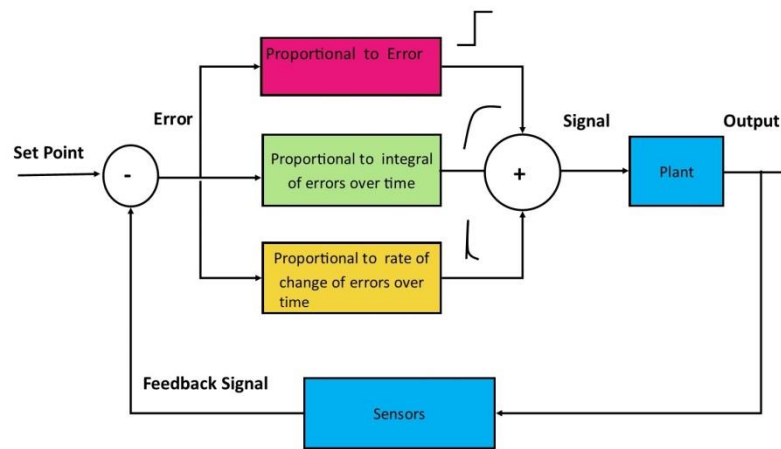 Proportional to Error
Error
Signal
Output
Set Point
-
Proportional to integral
of errors over time
+
Plant
Proportional to rate of
change of errors over
time
Feedback Signal
Sensors